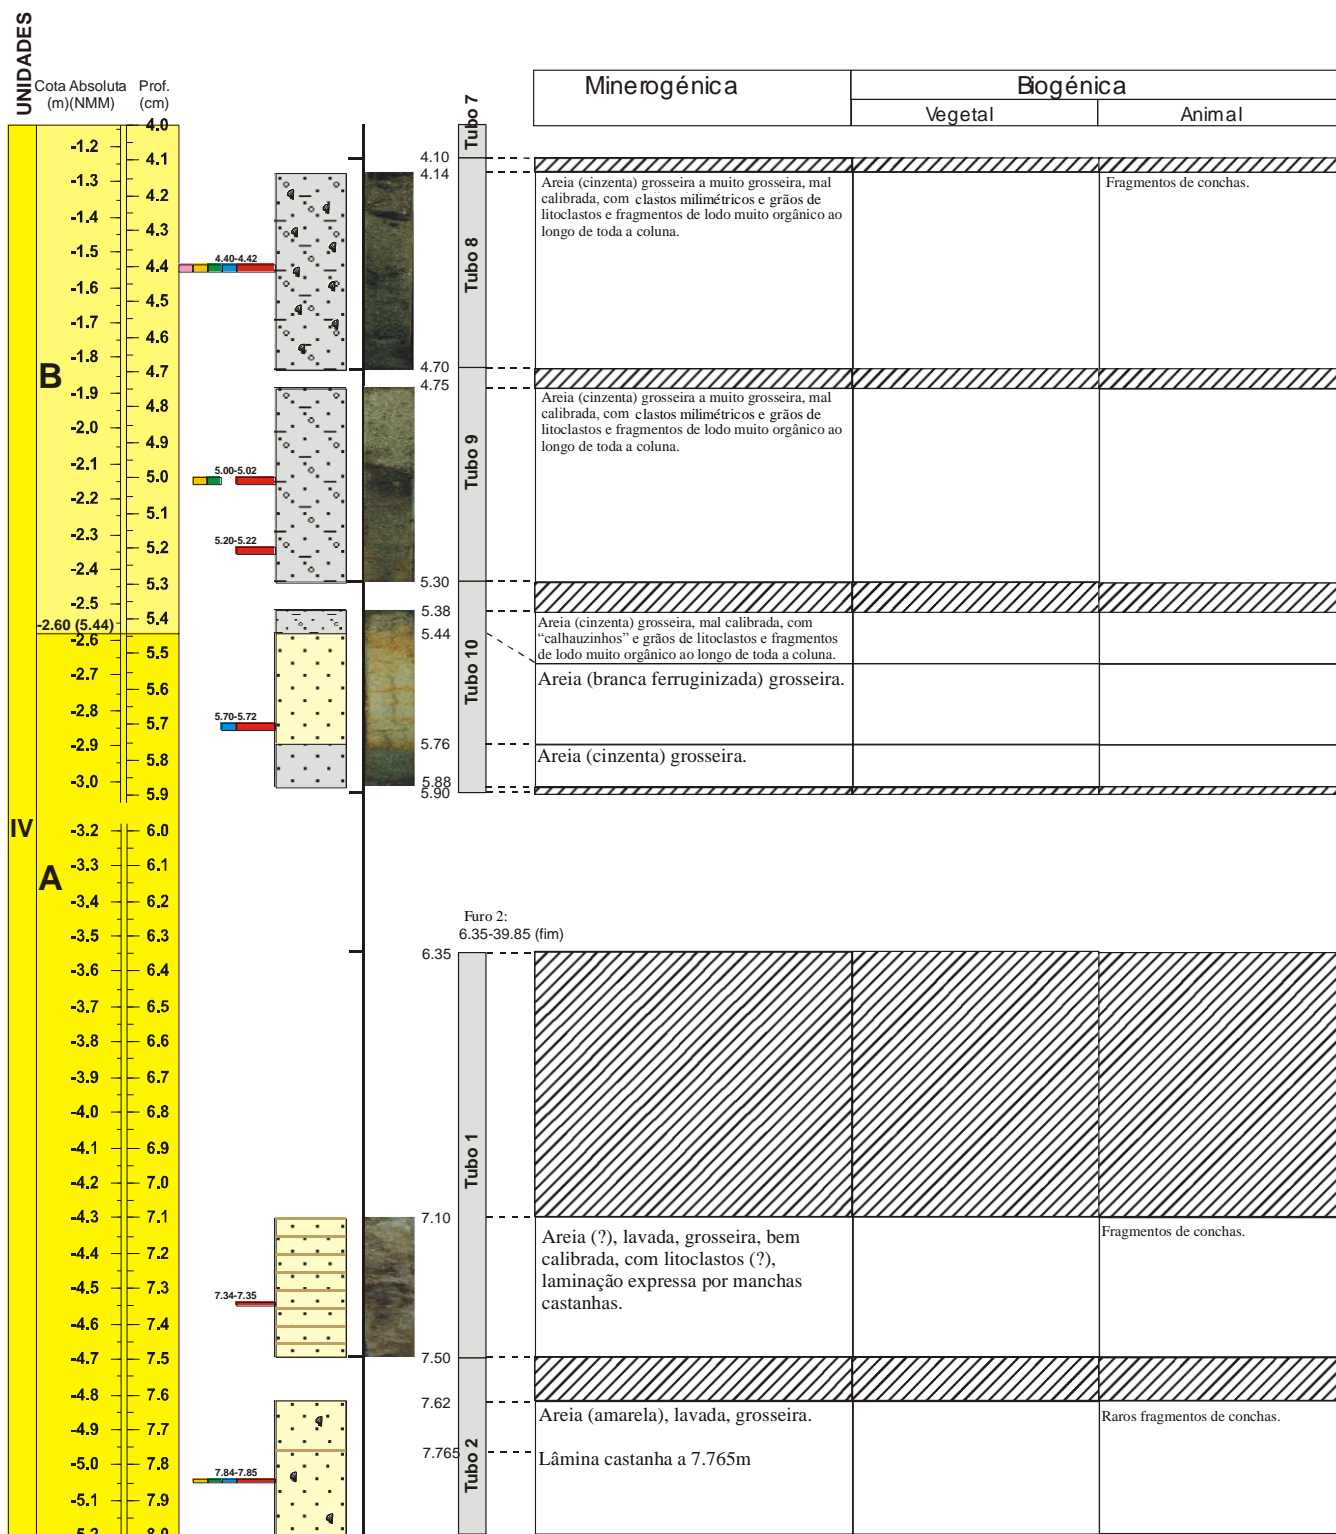 UNIDADES
Cota Absoluta
(m)(NMM)
Prof.
(cm)
Minerogénica
Biogénica
Vegetal
Animal
4.0
-1.2
4.1
-1.3
4.2
-1.4
4.3
-1.5
4.4
-1.6
4.5
-1.7
4.6
-1.8
4.7
-1.9
4.8
-2.0
4.9
-2.1
5.0
-2.2
5.1
-2.3
5.2
-2.4
5.3
-2.5
5.4
-2.60 (5.44)
-2.6
5.5
-2.7
5.6
-2.8
5.7
-2.9
5.8
-3.0
5.9
-3.2
6.0
-3.3
6.1
-3.4
6.2
-3.5
6.3
-3.6
6.4
-3.7
6.5
-3.8
6.6
-3.9
6.7
-4.0
6.8
-4.1
6.9
-4.2
7.0
-4.3
7.1
-4.4
7.2
-4.5
7.3
-4.6
7.4
-4.7
7.5
-4.8
7.6
-4.9
7.7
-5.0
7.8
-5.1
7.9
-5.2
8.0
B
IV
A
4.40-4.42
5.00-5.02
5.20-5.22
5.70-5.72
7.34-7.35
7.84-7.85
Tubo 7
4.10
4.14
Tubo 8
Areia (cinzenta) grosseira a muito grosseira, mal
calibrada, com clastos milimétricos e grãos de
litoclastos e fragmentos de lodo muito orgânico ao
longo de toda a coluna.
Fragmentos de conchas.
4.70
4.75
Tubo 9
Areia (cinzenta) grosseira a muito grosseira, mal
calibrada, com clastos milimétricos e grãos de
litoclastos e fragmentos de lodo muito orgânico ao
longo de toda a coluna.
5.30
5.38
5.44
Tubo 10
Areia (cinzenta) grosseira, mal calibrada, com
“calhauzinhos” e grãos de litoclastos e fragmentos
de lodo muito orgânico ao longo de toda a coluna.
Areia (branca ferruginizada) grosseira.
5.76
Areia (cinzenta) grosseira.
5.88
5.90
Furo 2:
6.35-39.85 (fim)
6.35
Tubo 1
7.10
Areia (?), lavada, grosseira, bem
calibrada, com litoclastos (?),
laminação expressa por manchas
castanhas.
Fragmentos de conchas.
7.50
7.62
Tubo 2
Areia (amarela), lavada, grosseira.
Raros fragmentos de conchas.
7.765
Lâmina castanha a 7.765m